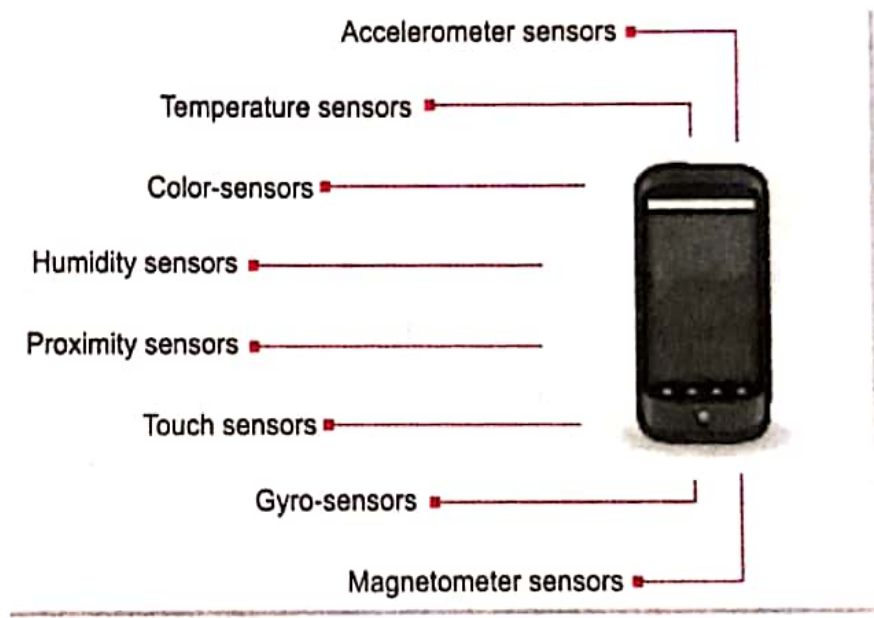 Accelerometer sensors
Temperature sensors
Color-sensors
Humidity sensors
Proximity sensors
Touch sensors
Gyro-sensors
Magnetometer sensors